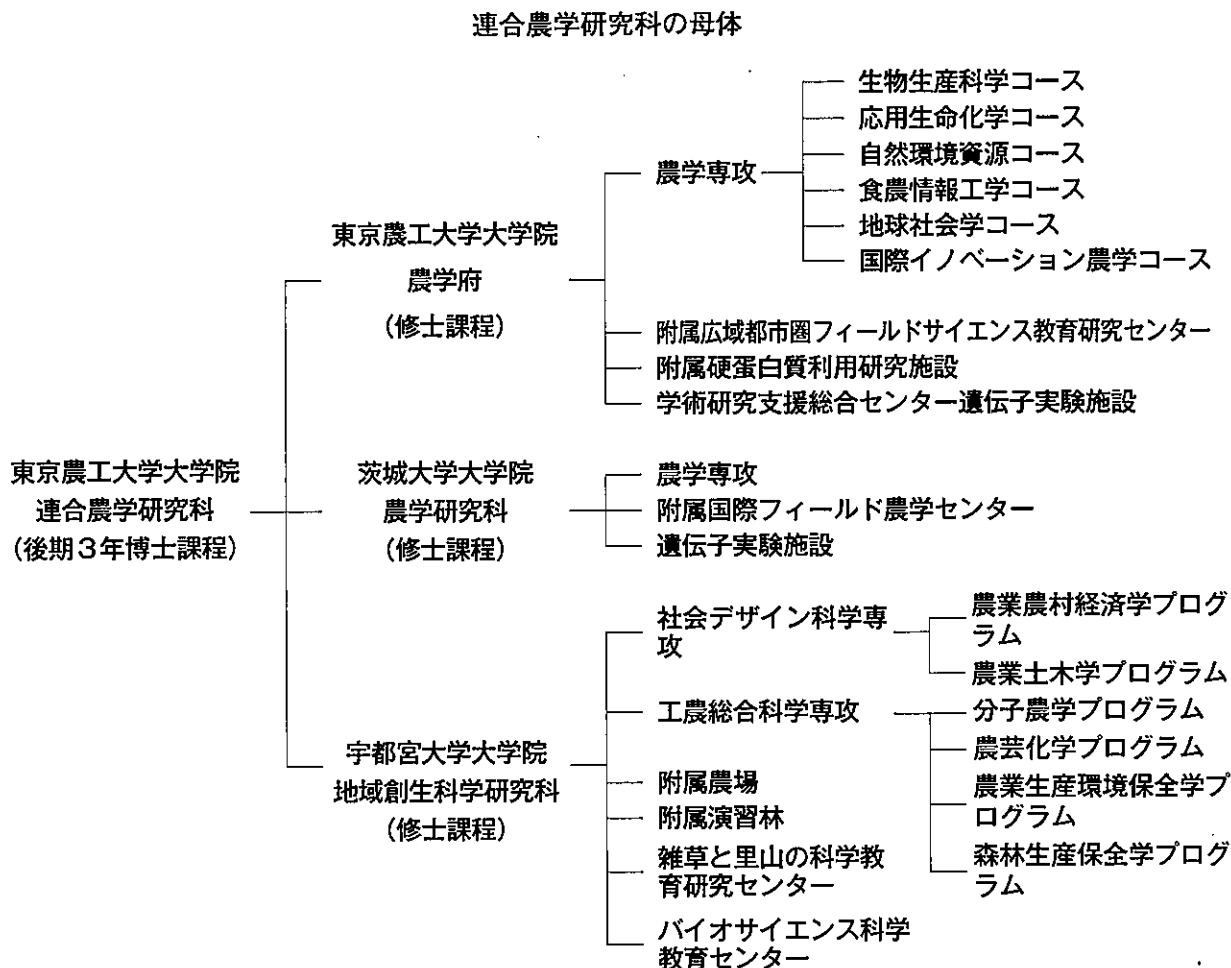 連合農学研究科の母体
東京農工大学大学院
連合農学研究科
(後期3年博士課程)
東京農工大学大学院
農学府
(修士課程)
農学専攻
生物生産科学コース
応用生命化学コース
自然環境資源コース
食農情報工学コース
地球社会学コース
国際イノベーション農学コース
附属広域都市圏フィールドサイエンス教育研究センター
附属硬蛋白質利用研究施設
学術研究支援総合センター遺伝子実験施設
茨城大学大学院
農学研究科
(修士課程)
農学専攻
附属国際フィールド農学センター
遺伝子実験施設
宇都宮大学大学院
地域創生科学研究科
(修士課程)
社会デザイン科学専
攻
農業農村経済学プログ
ラム
農業土木学プログラム
工農総合科学専攻
分子農学プログラム
農芸化学プログラム
農業生産環境保全学プ
ログラム
森林生産保全学プログ
ラム
附属農場
附属演習林
雑草と里山の科学教
育研究センター
バイオサイエンス科学
教育センター